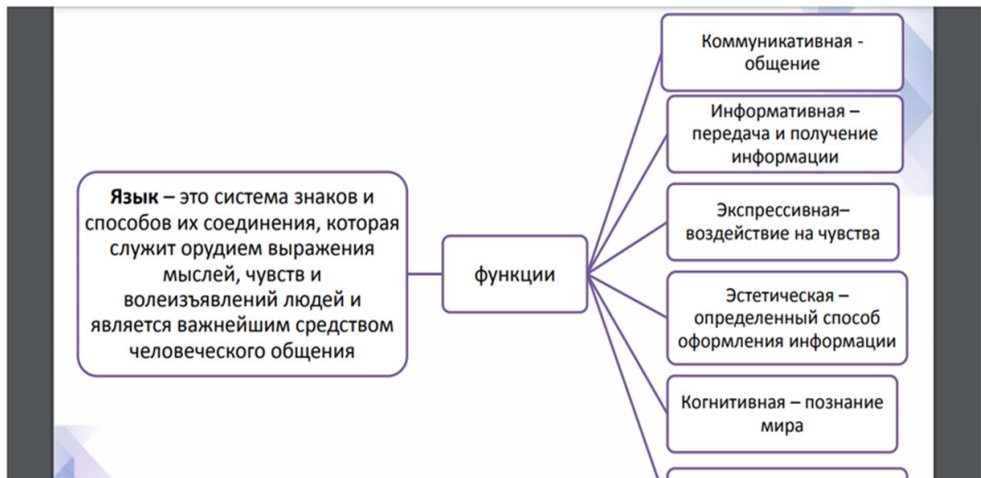 Язык – это система знаков и
способов их соединения, которая
служит орудием выражения
мыслей, чувств и
волеизъявлений людей и
является важнейшим средством
человеческого общения
функции
Коммуникативная -
общение
Информативная –
передача и получение
информации
Экспрессивная–
воздействие на чувства
Эстетическая –
определенный способ
оформления информации
Когнитивная – познание
мира